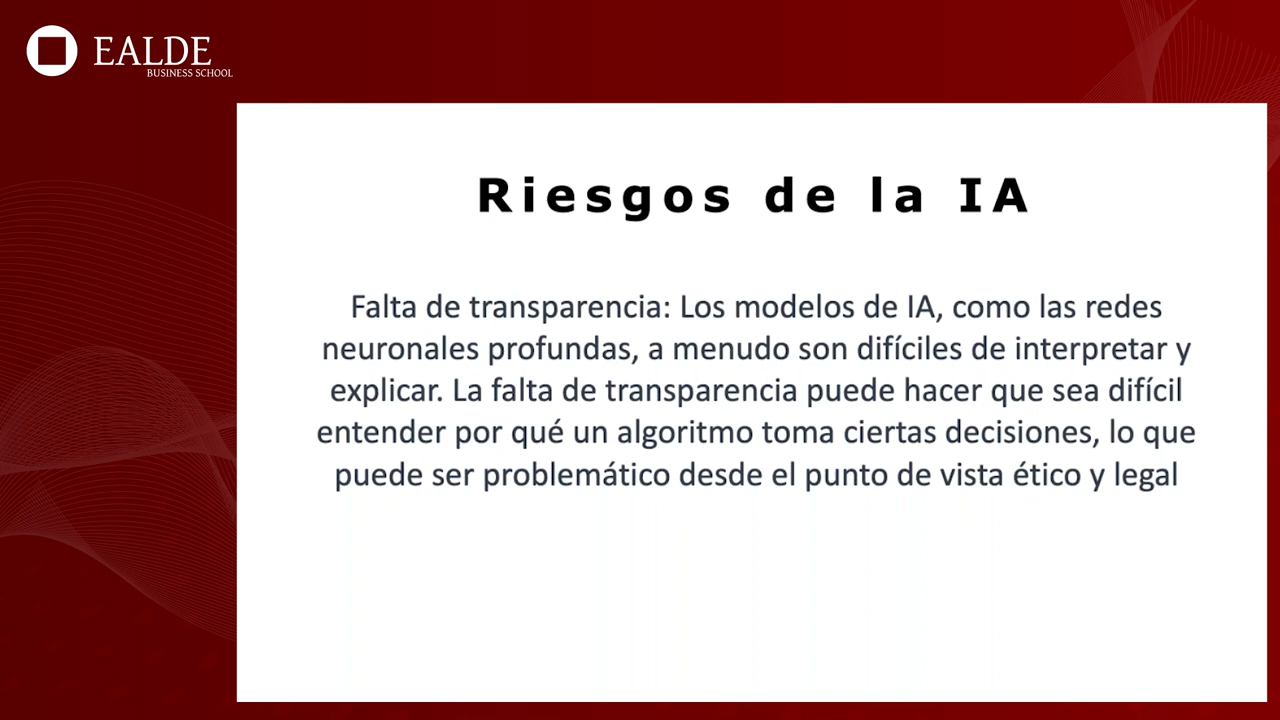 EALDE
BUSINESS SCHOOL
Riesgos de la IA
Falta de transparencia: Los modelos de IA, como las redes
neuronales profundas, a menudo son difíciles de interpretar y
explicar. La falta de transparencia puede hacer que sea difícil
entender por qué un algoritmo toma ciertas decisiones, lo que
puede ser problemático desde el punto de vista ético y legal